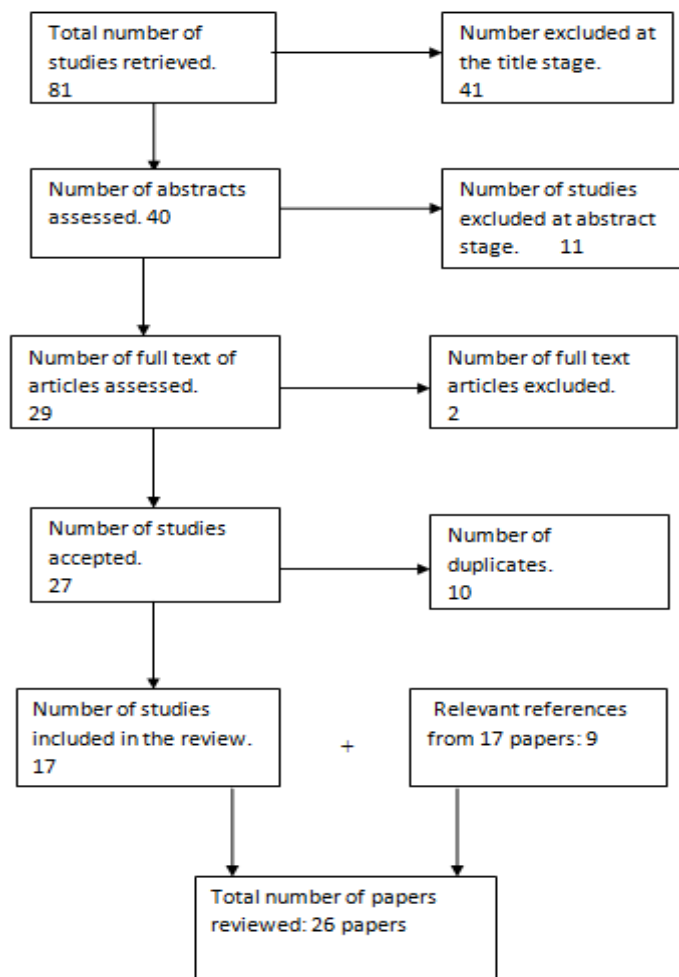 Total number of
studies retrieved.
81
Number excluded at
the title stage.
41
Number of abstracts
assessed. 40
Number of studies
excluded at abstract
stage. 11
Number of full text of
articles assessed.
29
Number of full text
articles excluded.
2
Number of studies
accepted.
27
Number of
duplicates.
10
Number of studies
included in the review.
17
+
Relevant references
from 17 papers: 9
Total number of papers
reviewed: 26 papers